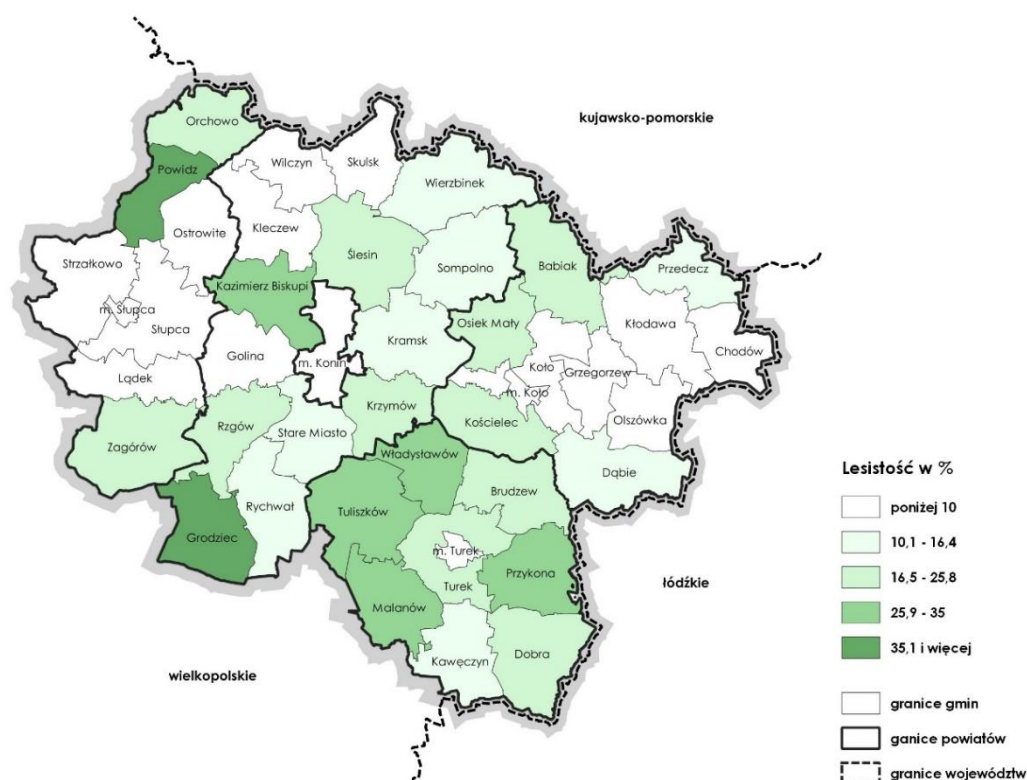 kujawsko-pomorskie
Orchowo
Wilczyn
Skulsk
Powidz
Wierzbinek
Ostrowite
Kleczew
Ślesin
Sompolno
Babiak
Przedecz
Strzałkowo
Kazimierz Biskupi
m. Słupca
Słupca
Osiek Mały
Kłodawa
Kramsk
Chodów
Golina
m. Konin
Koło
Grzegorzew
Lądek
m. Koło
Krzymów
Olszówka
Kościelec
Rzgów
Stare Miasto
Zagórów
Władysławów
Dąbie
Brudzew
Rychwał
Tuliszków
Grodziec
m. Turek
Przykona
Turek
Malanów
Dobra
Kawęczyn
łódzkie
wielkopolskie
Lesistość w %
poniżej 10
10,1 - 16,4
16,5 - 25,8
25,9 - 35
35,1 i więcej
granice gmin
ganice powiatów
granice województw